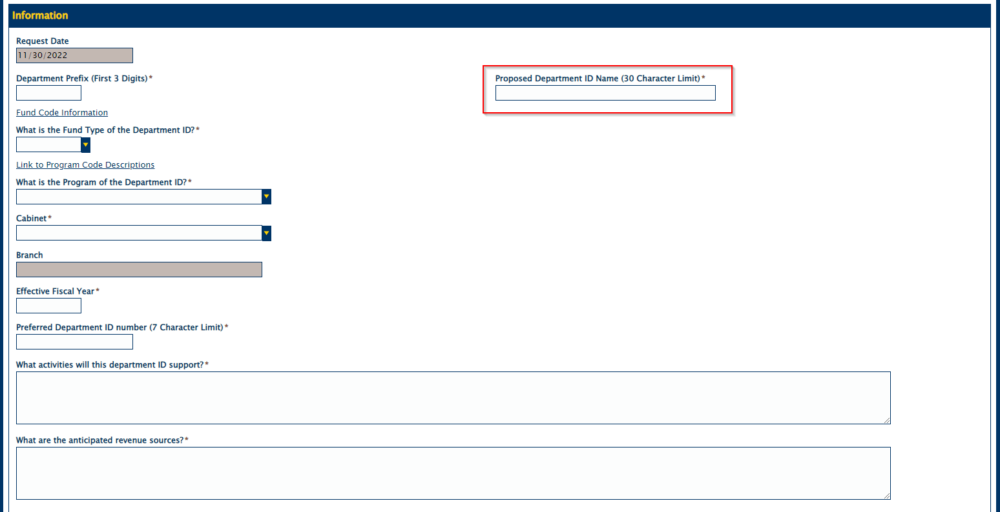 Information
Request Date
11/30/2022
Department Prefix (First 3 Digits)*
Proposed Department ID Name (30 Character Limit)*
Fund Code Information
What is the Fund Type of the Department ID?*
Link to Program Code Descriptions
What is the Program of the Department ID?*
Cabinet*
Branch
Effective Fiscal Year*
Preferred Department ID number (7 Character Limit)*
What activities will this department ID support?*
What are the anticipated revenue sources?*